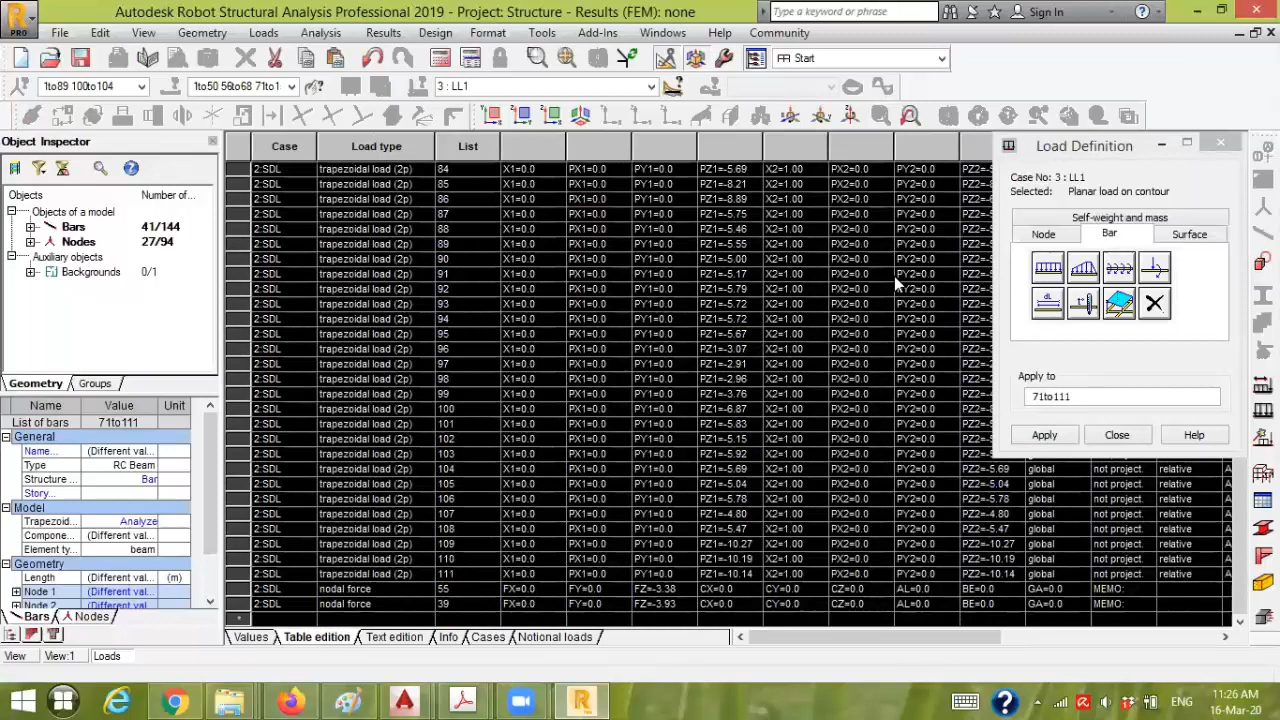 Autodesk Robot Structural Analysis Professional 2019 - Project: Structure - Results (FEM): none
Type a keyword or phrase
Sign In
PRO
File Edit View Geometry Loads Analysis Results Design Format Tools Add-Ins Window Help Community
Start
1to89 100to104
1to50 56to68 71to1
3 : LL1
Object Inspector
Objects Number of...
Objects of a model
Bars 41/144
Nodes 27/94
Auxiliary objects
Backgrounds 0/1
Geometry Groups
Name Value Unit
List of bars 71to111
General
Name... (Different val...
Type RC Beam
Structure ... Bar
Story...
Model
Trapezoid... Analyze
Compone... (Different val...
Element ty... beam
Geometry
Length (Different val... (m)
Node 1 (Different val...
Node 2 (Different val...
Bars Nodes
Case Load type List
2:SDL trapezoidal load (2p) 84 X1=0.0 PX1=0.0 PY1=0.0 PZ1=-5.69 X2=1.00 PX2=0.0 PY2=0.0 PZ2=-5
2:SDL trapezoidal load (2p) 85 X1=0.0 PX1=0.0 PY1=0.0 PZ1=-8.21 X2=1.00 PX2=0.0 PY2=0.0 PZ2=-8
2:SDL trapezoidal load (2p) 86 X1=0.0 PX1=0.0 PY1=0.0 PZ1=-8.89 X2=1.00 PX2=0.0 PY2=0.0 PZ2=-8
2:SDL trapezoidal load (2p) 87 X1=0.0 PX1=0.0 PY1=0.0 PZ1=-5.75 X2=1.00 PX2=0.0 PY2=0.0 PZ2=-5
2:SDL trapezoidal load (2p) 88 X1=0.0 PX1=0.0 PY1=0.0 PZ1=-5.46 X2=1.00 PX2=0.0 PY2=0.0 PZ2=-5
2:SDL trapezoidal load (2p) 89 X1=0.0 PX1=0.0 PY1=0.0 PZ1=-5.55 X2=1.00 PX2=0.0 PY2=0.0 PZ2=-5
2:SDL trapezoidal load (2p) 90 X1=0.0 PX1=0.0 PY1=0.0 PZ1=-5.00 X2=1.00 PX2=0.0 PY2=0.0 PZ2=-5
2:SDL trapezoidal load (2p) 91 X1=0.0 PX1=0.0 PY1=0.0 PZ1=-5.17 X2=1.00 PX2=0.0 PY2=0.0 PZ2=-5
2:SDL trapezoidal load (2p) 92 X1=0.0 PX1=0.0 PY1=0.0 PZ1=-5.79 X2=1.00 PX2=0.0 PY2=0.0 PZ2=-5
2:SDL trapezoidal load (2p) 93 X1=0.0 PX1=0.0 PY1=0.0 PZ1=-5.72 X2=1.00 PX2=0.0 PY2=0.0 PZ2=-5
2:SDL trapezoidal load (2p) 94 X1=0.0 PX1=0.0 PY1=0.0 PZ1=-5.72 X2=1.00 PX2=0.0 PY2=0.0 PZ2=-5
2:SDL trapezoidal load (2p) 95 X1=0.0 PX1=0.0 PY1=0.0 PZ1=-5.67 X2=1.00 PX2=0.0 PY2=0.0 PZ2=-5
2:SDL trapezoidal load (2p) 96 X1=0.0 PX1=0.0 PY1=0.0 PZ1=-3.07 X2=1.00 PX2=0.0 PY2=0.0 PZ2=-3
2:SDL trapezoidal load (2p) 97 X1=0.0 PX1=0.0 PY1=0.0 PZ1=-2.91 X2=1.00 PX2=0.0 PY2=0.0 PZ2=-2
2:SDL trapezoidal load (2p) 98 X1=0.0 PX1=0.0 PY1=0.0 PZ1=-2.96 X2=1.00 PX2=0.0 PY2=0.0 PZ2=-2
2:SDL trapezoidal load (2p) 99 X1=0.0 PX1=0.0 PY1=0.0 PZ1=-3.76 X2=1.00 PX2=0.0 PY2=0.0 PZ2=-3
2:SDL trapezoidal load (2p) 100 X1=0.0 PX1=0.0 PY1=0.0 PZ1=-6.87 X2=1.00 PX2=0.0 PY2=0.0 PZ2=-6
2:SDL trapezoidal load (2p) 101 X1=0.0 PX1=0.0 PY1=0.0 PZ1=-5.83 X2=1.00 PX2=0.0 PY2=0.0 PZ2=-5
2:SDL trapezoidal load (2p) 102 X1=0.0 PX1=0.0 PY1=0.0 PZ1=-5.15 X2=1.00 PX2=0.0 PY2=0.0 PZ2=-5
2:SDL trapezoidal load (2p) 103 X1=0.0 PX1=0.0 PY1=0.0 PZ1=-5.92 X2=1.00 PX2=0.0 PY2=0.0 PZ2=-5
2:SDL trapezoidal load (2p) 104 X1=0.0 PX1=0.0 PY1=0.0 PZ1=-5.69 X2=1.00 PX2=0.0 PY2=0.0 PZ2=-5.69 global not project. relative A
2:SDL trapezoidal load (2p) 105 X1=0.0 PX1=0.0 PY1=0.0 PZ1=-5.04 X2=1.00 PX2=0.0 PY2=0.0 PZ2=-5.04 global not project. relative A
2:SDL trapezoidal load (2p) 106 X1=0.0 PX1=0.0 PY1=0.0 PZ1=-5.78 X2=1.00 PX2=0.0 PY2=0.0 PZ2=-5.78 global not project. relative A
2:SDL trapezoidal load (2p) 107 X1=0.0 PX1=0.0 PY1=0.0 PZ1=-4.80 X2=1.00 PX2=0.0 PY2=0.0 PZ2=-4.80 global not project. relative A
2:SDL trapezoidal load (2p) 108 X1=0.0 PX1=0.0 PY1=0.0 PZ1=-5.47 X2=1.00 PX2=0.0 PY2=0.0 PZ2=-5.47 global not project. relative A
2:SDL trapezoidal load (2p) 109 X1=0.0 PX1=0.0 PY1=0.0 PZ1=-10.27 X2=1.00 PX2=0.0 PY2=0.0 PZ2=-10.27 global not project. relative A
2:SDL trapezoidal load (2p) 110 X1=0.0 PX1=0.0 PY1=0.0 PZ1=-10.19 X2=1.00 PX2=0.0 PY2=0.0 PZ2=-10.19 global not project. relative A
2:SDL trapezoidal load (2p) 111 X1=0.0 PX1=0.0 PY1=0.0 PZ1=-10.14 X2=1.00 PX2=0.0 PY2=0.0 PZ2=-10.14 global not project. relative A
2:SDL nodal force 55 FX=0.0 FY=0.0 FZ=-3.38 CX=0.0 CY=0.0 CZ=0.0 AL=0.0 BE=0.0 GA=0.0 MEMO:
2:SDL nodal force 39 FX=0.0 FY=0.0 FZ=-3.93 CX=0.0 CY=0.0 CZ=0.0 AL=0.0 BE=0.0 GA=0.0 MEMO:
*
Values Table edition Text edition Info Cases Notional loads
Load Definition
Case No: 3 : LL1
Selected: Planar load on contour
Self-weight and mass
Node Bar Surface
Apply to
71to111
Apply Close Help
View View:1 Loads
ENG
11:26 AM
16-Mar-20